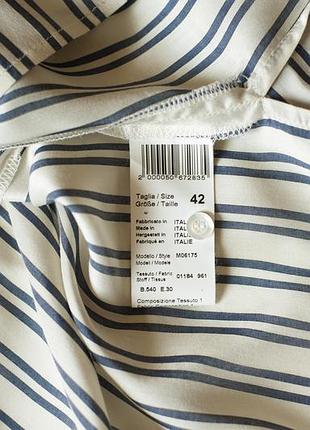 2 000050 672835
Taglia / Size 42
Größe / Taille
Fabbricato in ITALIA
Made in ITALY
Hergestellt in ITALIEN
Fabriqué en ITALIE
Modello / Style M06175
Model / Modele
Tessuto / Fabric 01184 961
Stoff / Tissus
B.540 E.30
Composizione Tessuto 1